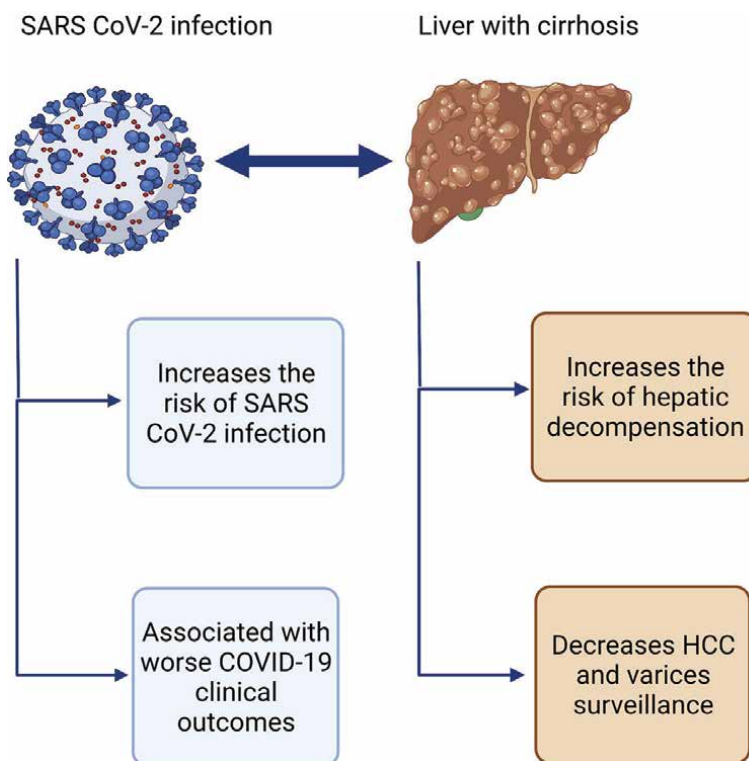 SARS CoV-2 infection
Liver with cirrhosis
Increases the
risk of SARS
CoV-2 infection
Increases the
risk of hepatic
decompensation
Associated with
worse COVID-19
clinical
outcomes
Decreases HCC
and varices
surveillance